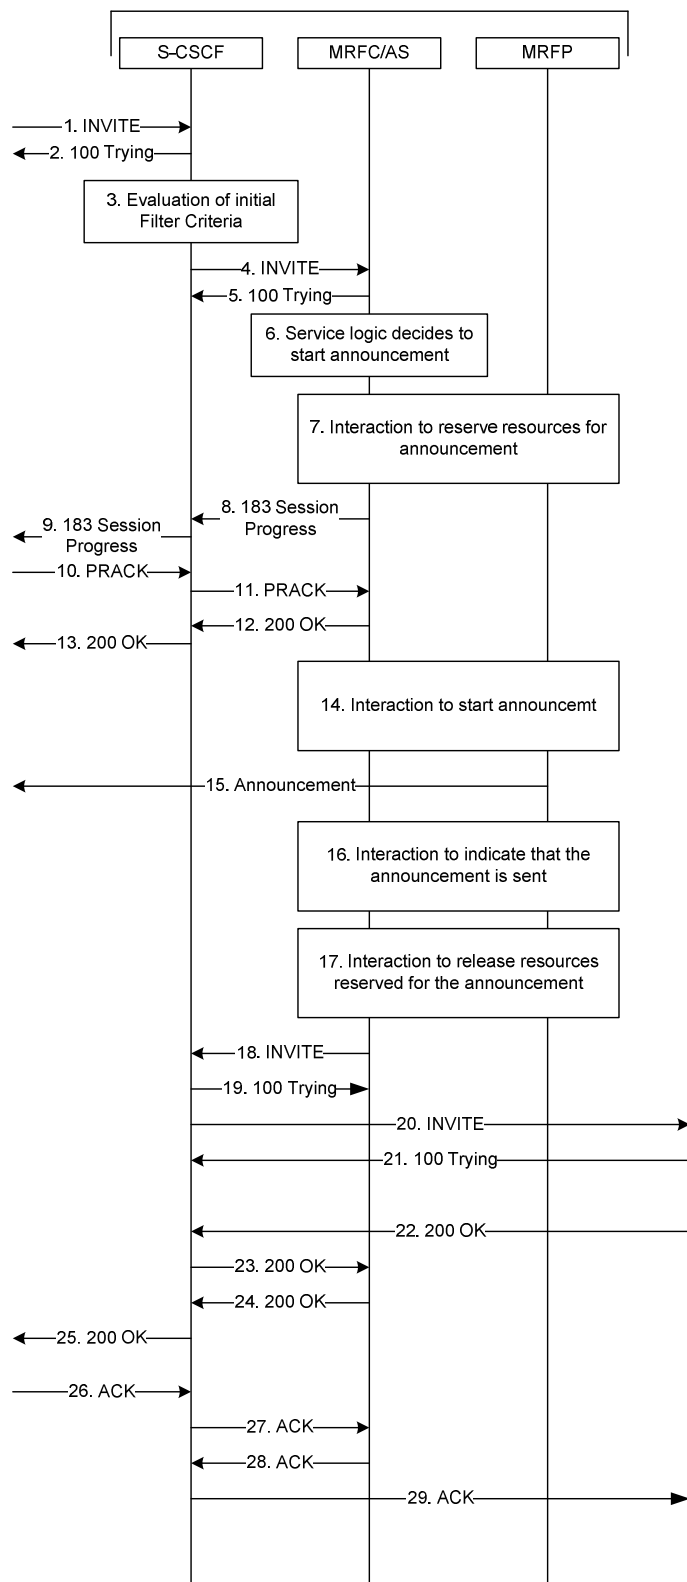 S-CSCF
MRFC/AS
MRFP
1. INVITE
2. 100 Trying
3. Evaluation of initial
Filter Criteria
4. INVITE
5. 100 Trying
6. Service logic decides to
start announcement
7. Interaction to reserve resources for
announcement
8. 183 Session
Progress
9. 183 Session
Progress
10. PRACK
11. PRACK
12. 200 OK
13. 200 OK
14. Interaction to start announcemt
15. Announcement
16. Interaction to indicate that the
announcement is sent
17. Interaction to release resources
reserved for the announcement
18. INVITE
19. 100 Trying
20. INVITE
21. 100 Trying
22. 200 OK
23. 200 OK
24. 200 OK
25. 200 OK
26. ACK
27. ACK
28. ACK
29. ACK